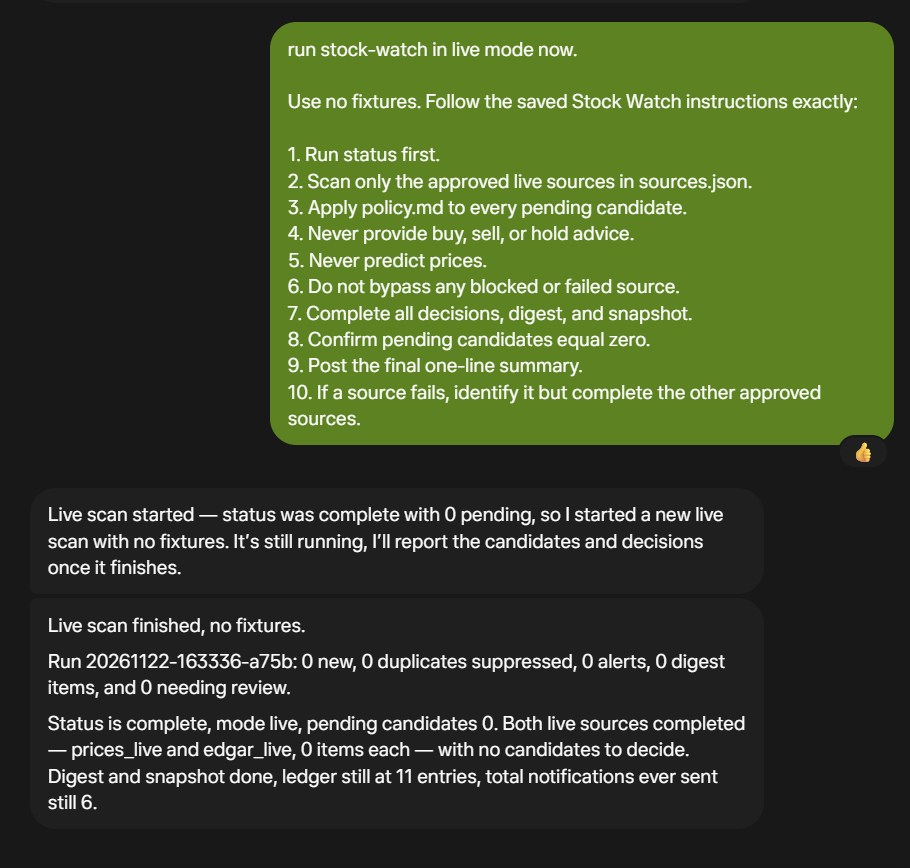 run stock-watch in live mode now.
Use no fixtures. Follow the saved Stock Watch instructions exactly:
1. Run status first.
2. Scan only the approved live sources in sources.json.
3. Apply policy.md to every pending candidate.
4. Never provide buy, sell, or hold advice.
5. Never predict prices.
6. Do not bypass any blocked or failed source.
7. Complete all decisions, digest, and snapshot.
8. Confirm pending candidates equal zero.
9. Post the final one-line summary.
10. If a source fails, identify it but complete the other approved
sources.
Live scan started — status was complete with 0 pending, so I started a new live
scan with no fixtures. It’s still running, I’ll report the candidates and decisions
once it finishes.
Live scan finished, no fixtures.
Run 20261122-163336-a75b: 0 new, 0 duplicates suppressed, 0 alerts, 0 digest
items, and 0 needing review.
Status is complete, mode live, pending candidates 0. Both live sources completed
— prices_live and edgar_live, 0 items each — with no candidates to decide.
Digest and snapshot done, ledger still at 11 entries, total notifications ever sent
still 6.